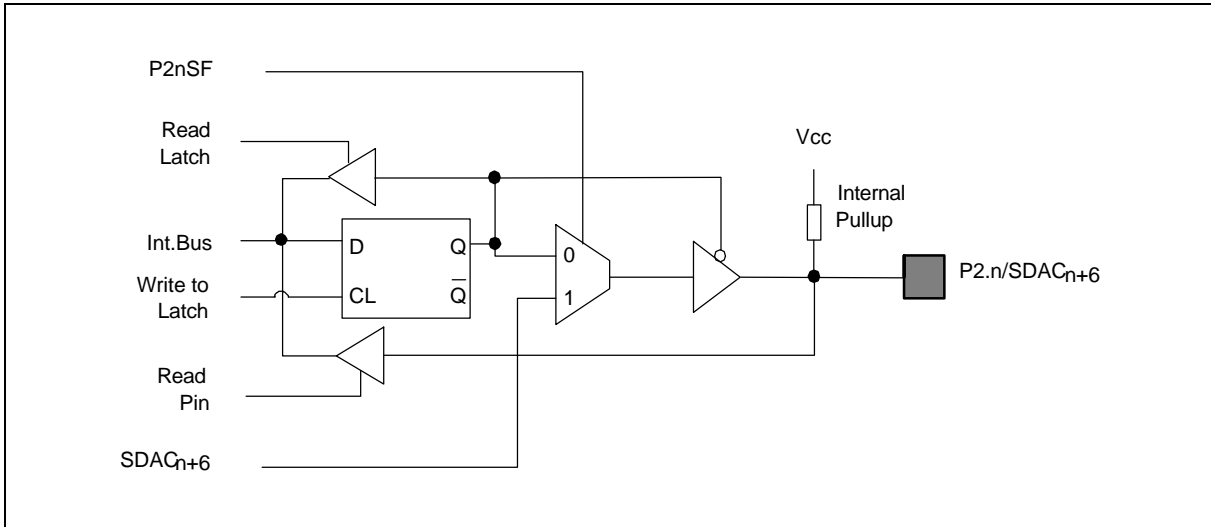 P2nSF
Read
Latch
Int.Bus
Write to
Latch
Read
Pin
SDACn+6
D
Q
CL
Q̅
0
1
Vcc
Internal
Pullup
P2.n/SDACn+6